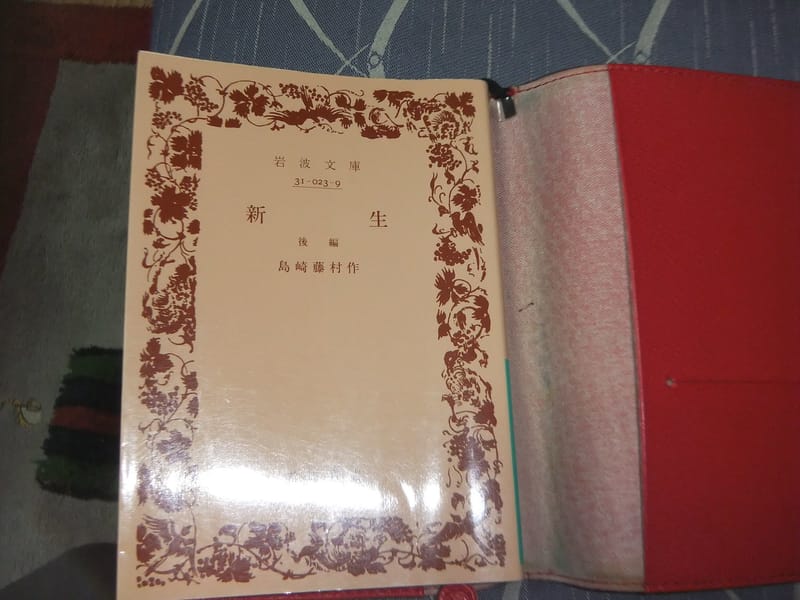 岩波文庫
31-023-9
新生
後編
島崎藤村作